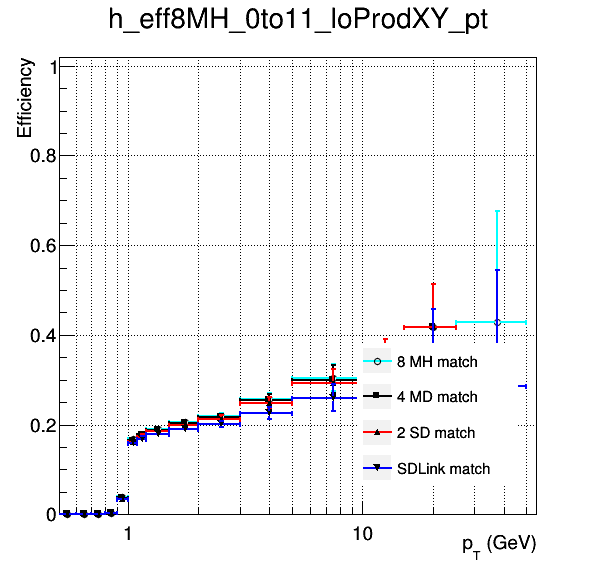 h_eff8MH_0to11_loProdXY_pt
Efficiency
1
0.8
0.6
0.4
0.2
0
8 MH match
4 MD match
2 SD match
SDLink match
1
10
p_T (GeV)